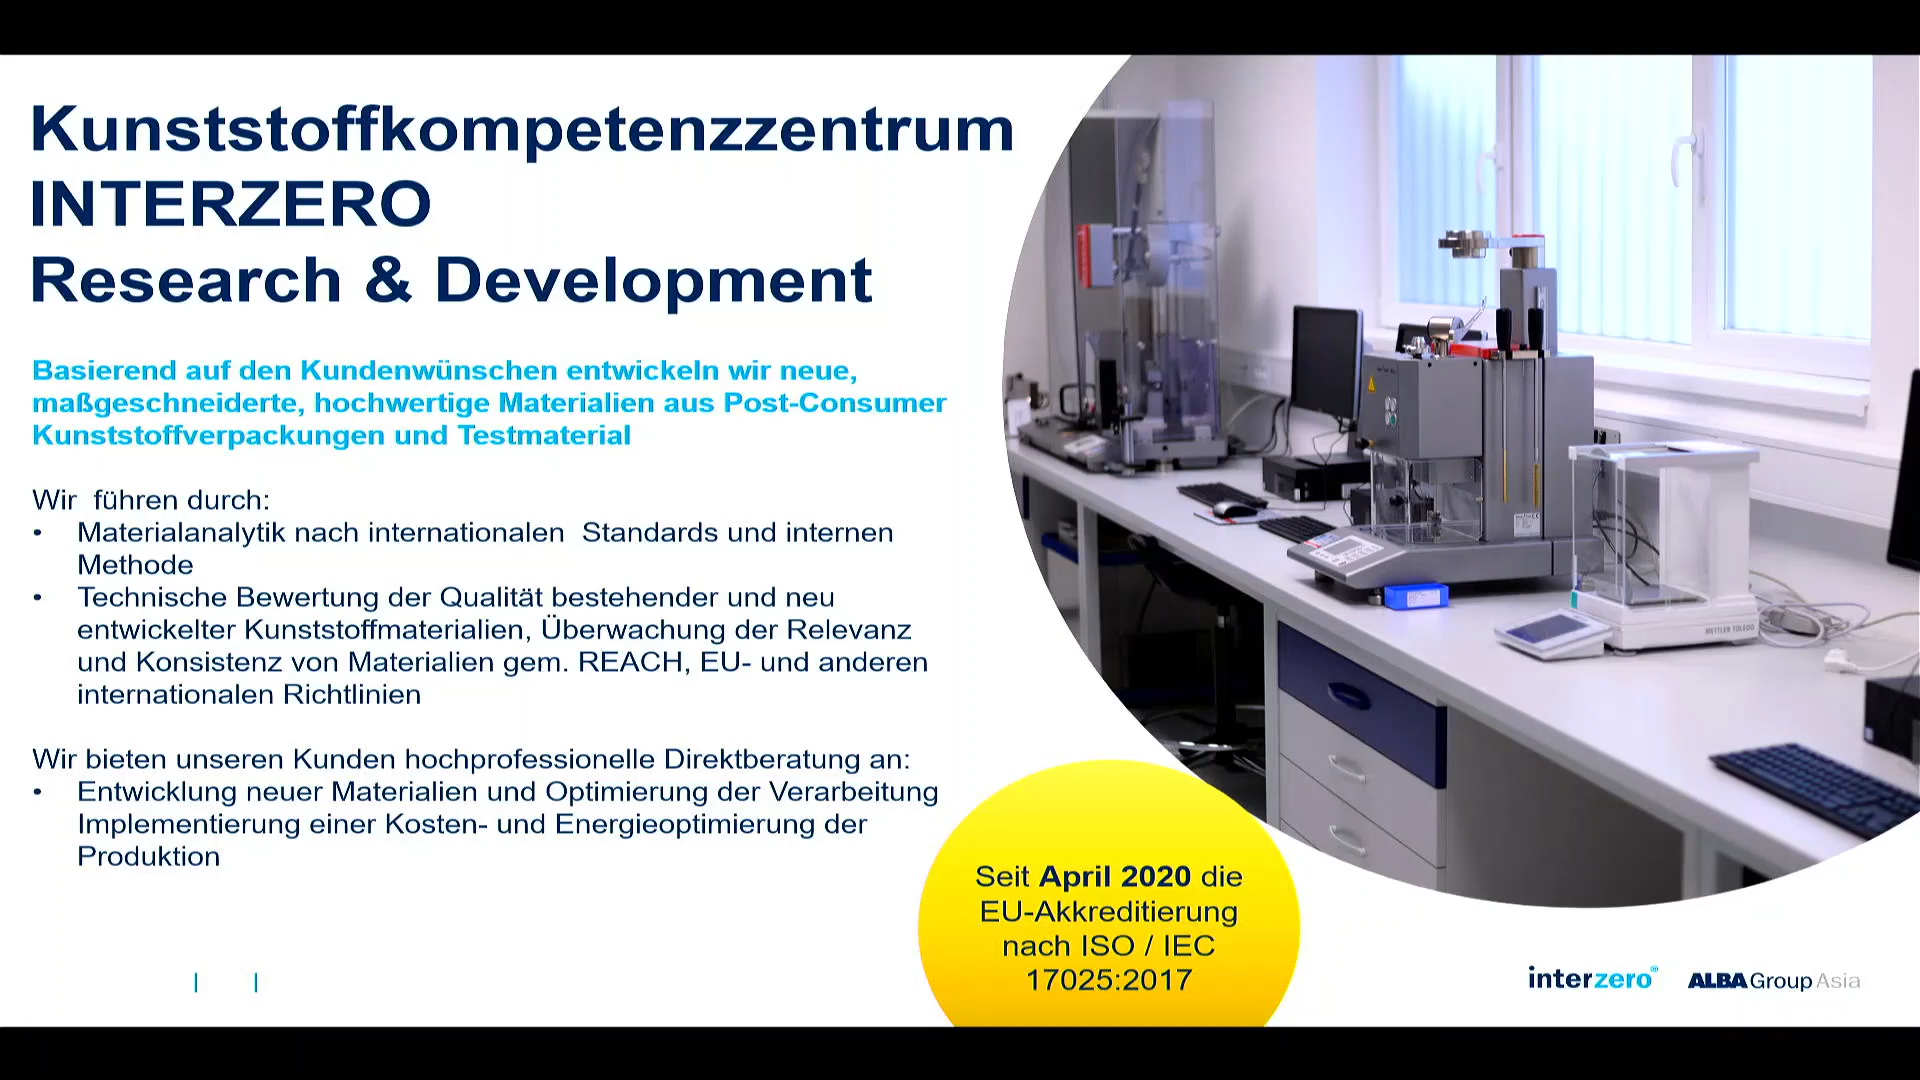 Kunststoffkompetenzzentrum
INTERZERO
Research & Development
Basierend auf den Kundenwünschen entwickeln wir neue,
maßgeschneiderte, hochwertige Materialien aus Post-Consumer
Kunststoffverpackungen und Testmaterial
Wir führen durch:
• Materialanalytik nach internationalen Standards und internen
Methode
• Technische Bewertung der Qualität bestehender und neu
entwickelter Kunststoffmaterialien, Überwachung der Relevanz
und Konsistenz von Materialien gem. REACH, EU- und anderen
internationalen Richtlinien
Wir bieten unseren Kunden hochprofessionelle Direktberatung an:
• Entwicklung neuer Materialien und Optimierung der Verarbeitung
Implementierung einer Kosten- und Energieoptimierung der
Produktion
Seit April 2020 die
EU-Akkreditierung
nach ISO / IEC
17025:2017
METTLER TOLEDO
interzero®
ALBA Group Asia